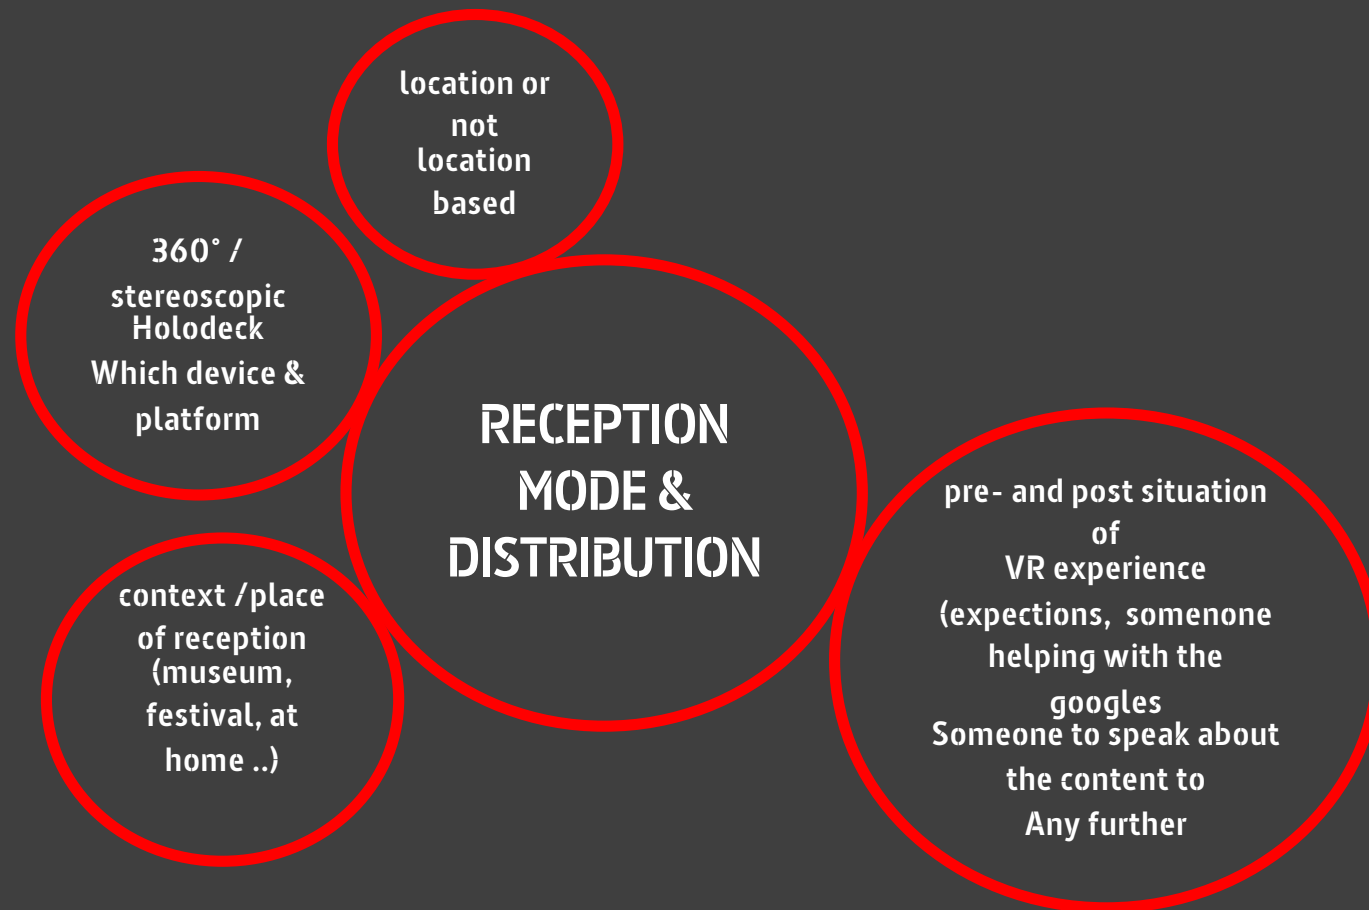 location or
not
location
based
360° /
stereoscopic
Holodeck
Which device &
platform
RECEPTION
MODE &
DISTRIBUTION
context /place
of reception
(museum,
festival, at
home ..)
pre- and post situation
of
VR experience
(expections, somenone
helping with the
googles
Someone to speak about
the content to
Any further